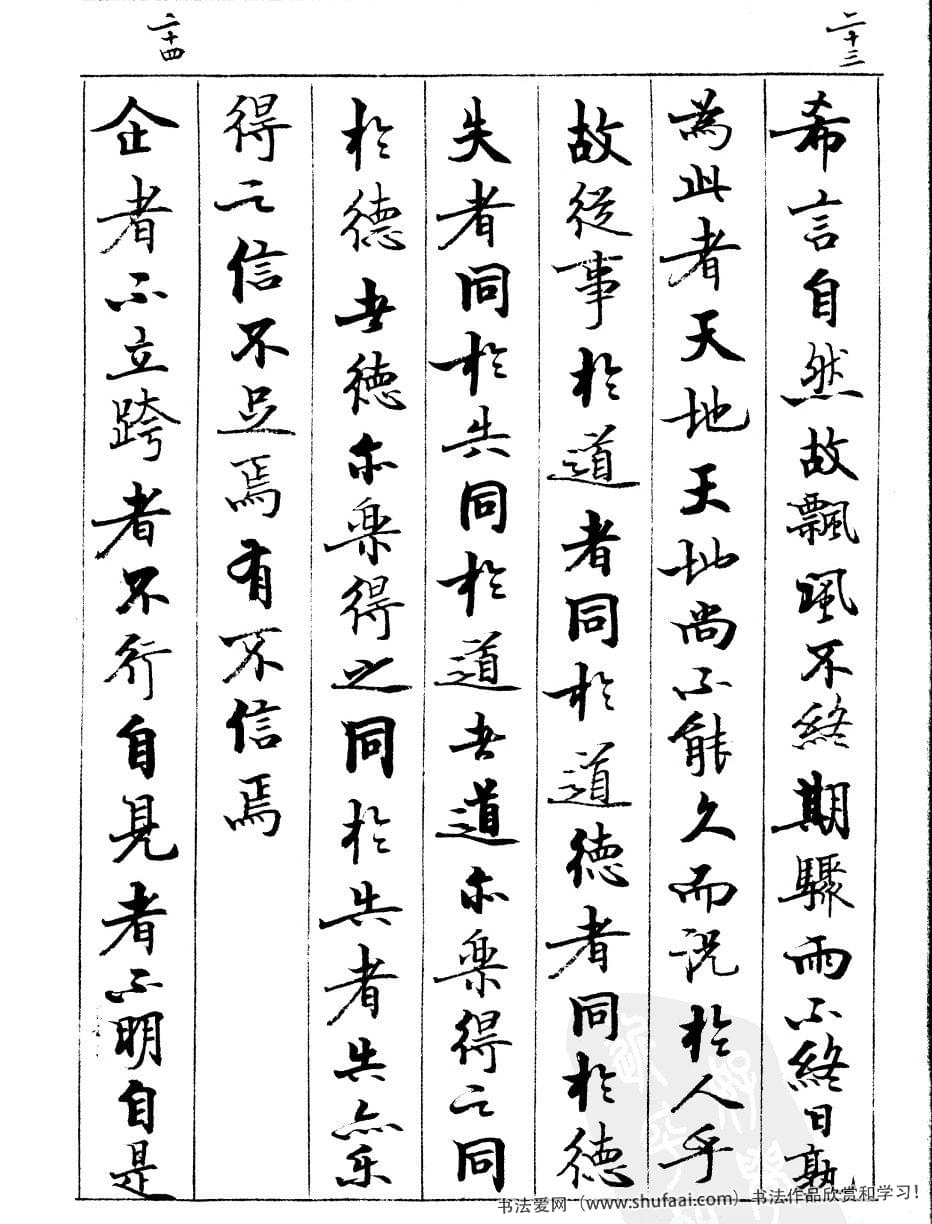 二十三
希言自然故飄風不終期驟雨不終日孰
為此者天地天地尚不能久而況於人乎
故從事於道者同於道德者同於德
失者同於失同於道者道亦樂得之同
於德者德亦樂得之同於失者失亦樂
得之信不足焉有不信焉
二十四
企者不立跨者不行自見者不明自是
书法爱网（www.shufaai.com）书法作品欣赏和学习！